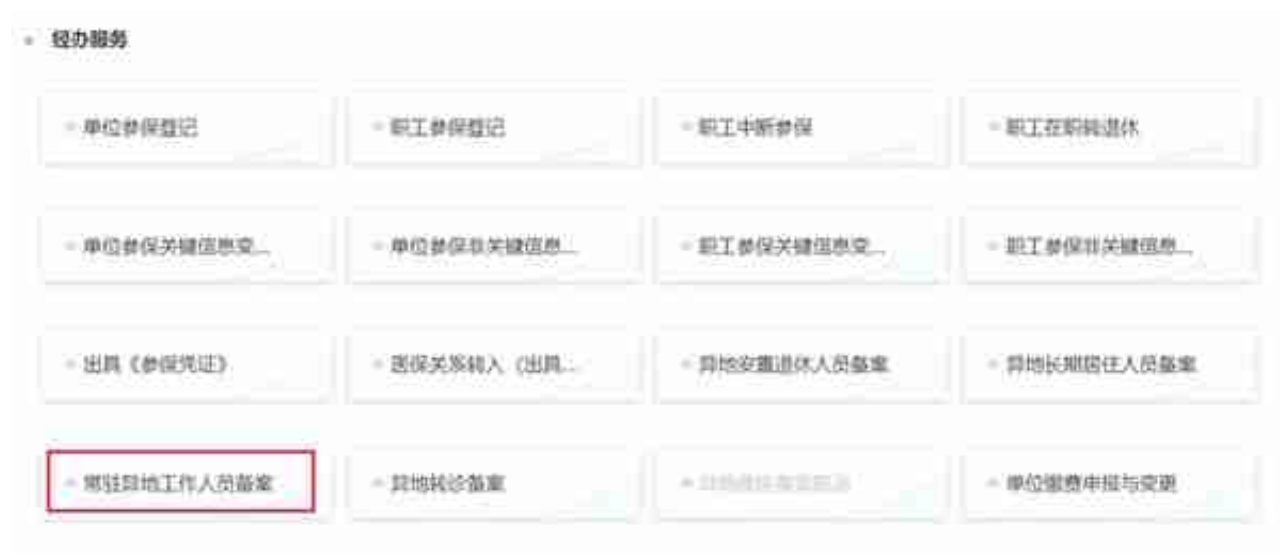 经办服务
单位参保登记
职工参保登记
职工中断参保
职工在职转退休
单位参保关键信息变...
单位参保非关键信息...
职工参保关键信息变...
职工参保非关键信息...
出具《参保凭证》
医保关系转入（出具...
异地安置退休人员备案
异地长期居住人员备案
常驻异地工作人员备案
异地转诊备案
单位缴费申报与变更